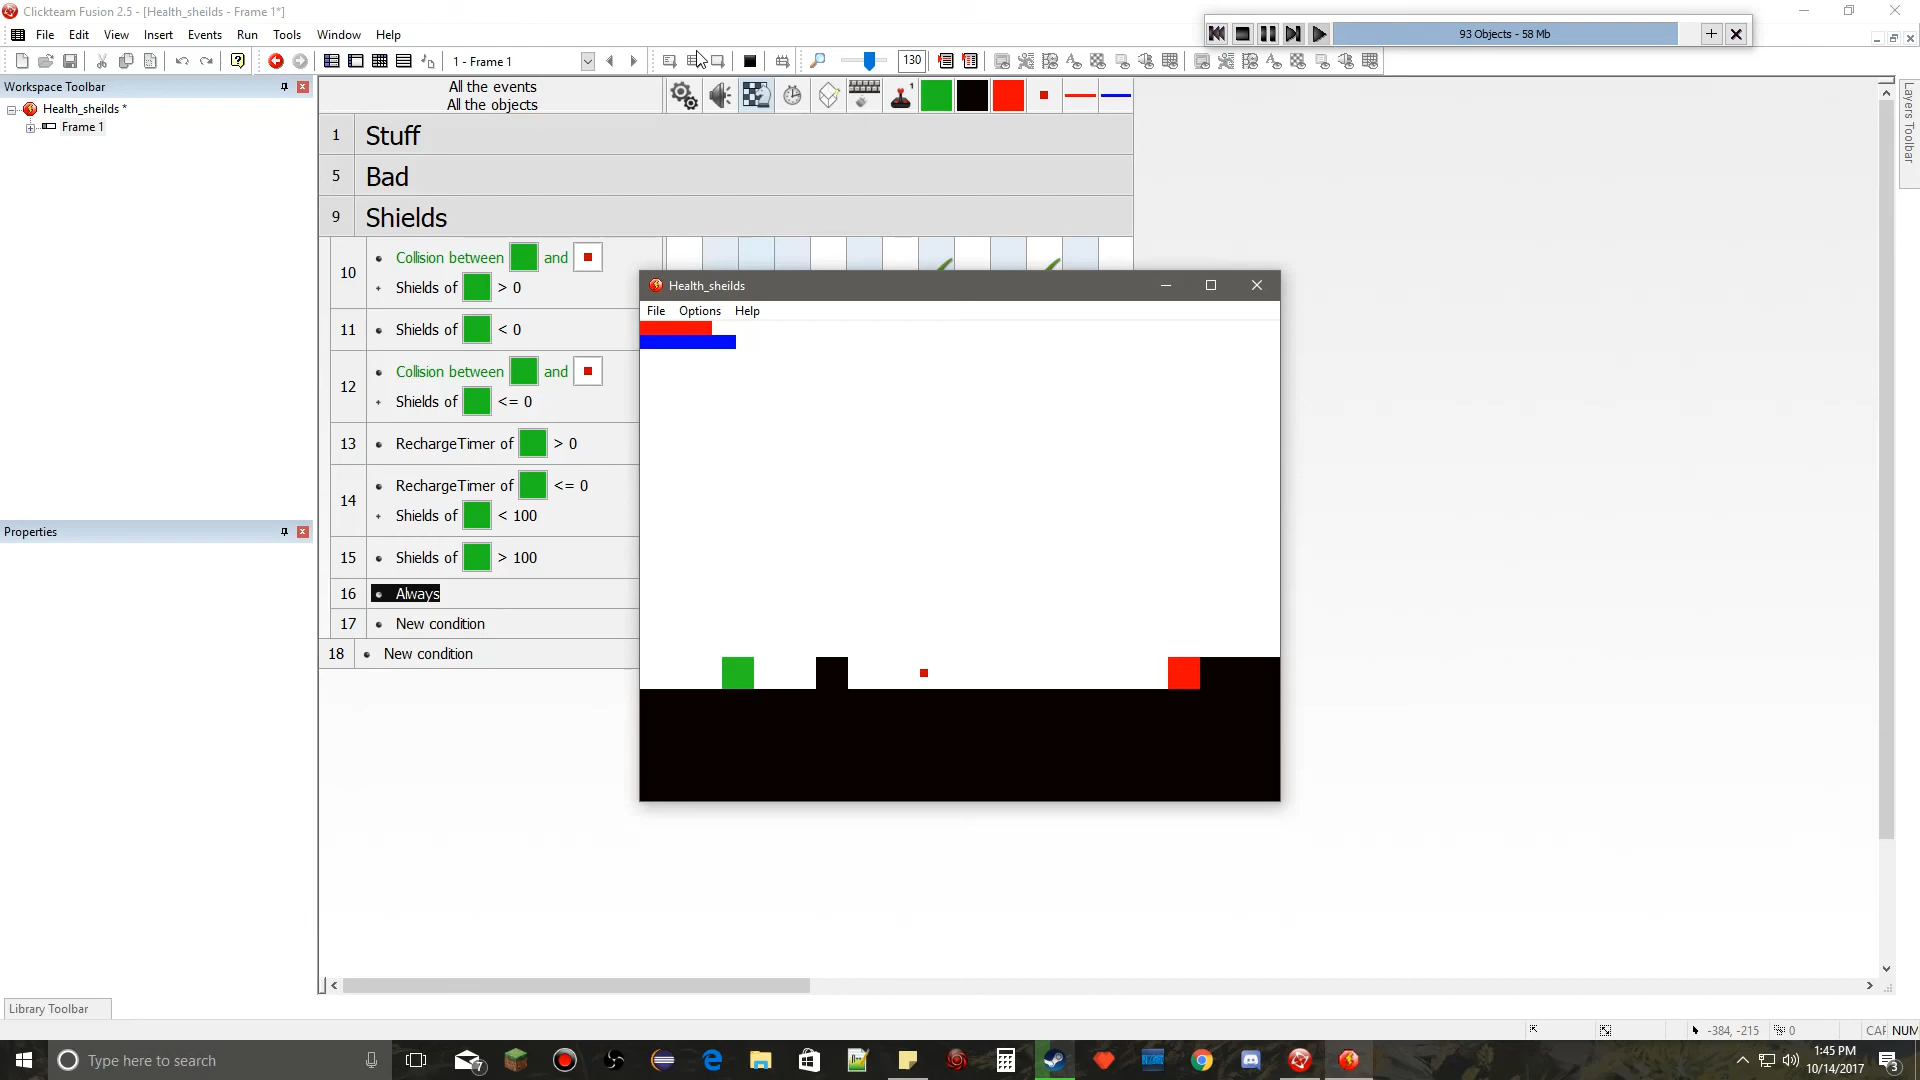 Clickteam Fusion 2.5 - [Health_sheilds - Frame 1*]
93 Objects - 58 Mb
File Edit View Insert Events Run Tools Window Help
1 - Frame 1
130
Workspace Toolbar
Health_sheilds *
Frame 1
Properties
Library Toolbar
Layers Toolbar
All the events
All the objects
1
1 Stuff
5 Bad
9 Shields
10 Collision between and
Shields of > 0
11 Shields of < 0
12 Collision between and
Shields of <= 0
13 RechargeTimer of > 0
14 RechargeTimer of <= 0
Shields of < 100
15 Shields of > 100
16 Always
17 New condition
18 New condition
Health_sheilds
File Options Help
-384, -215
0
CAP NUM
Type here to search
7
1:45 PM
10/14/2017
3